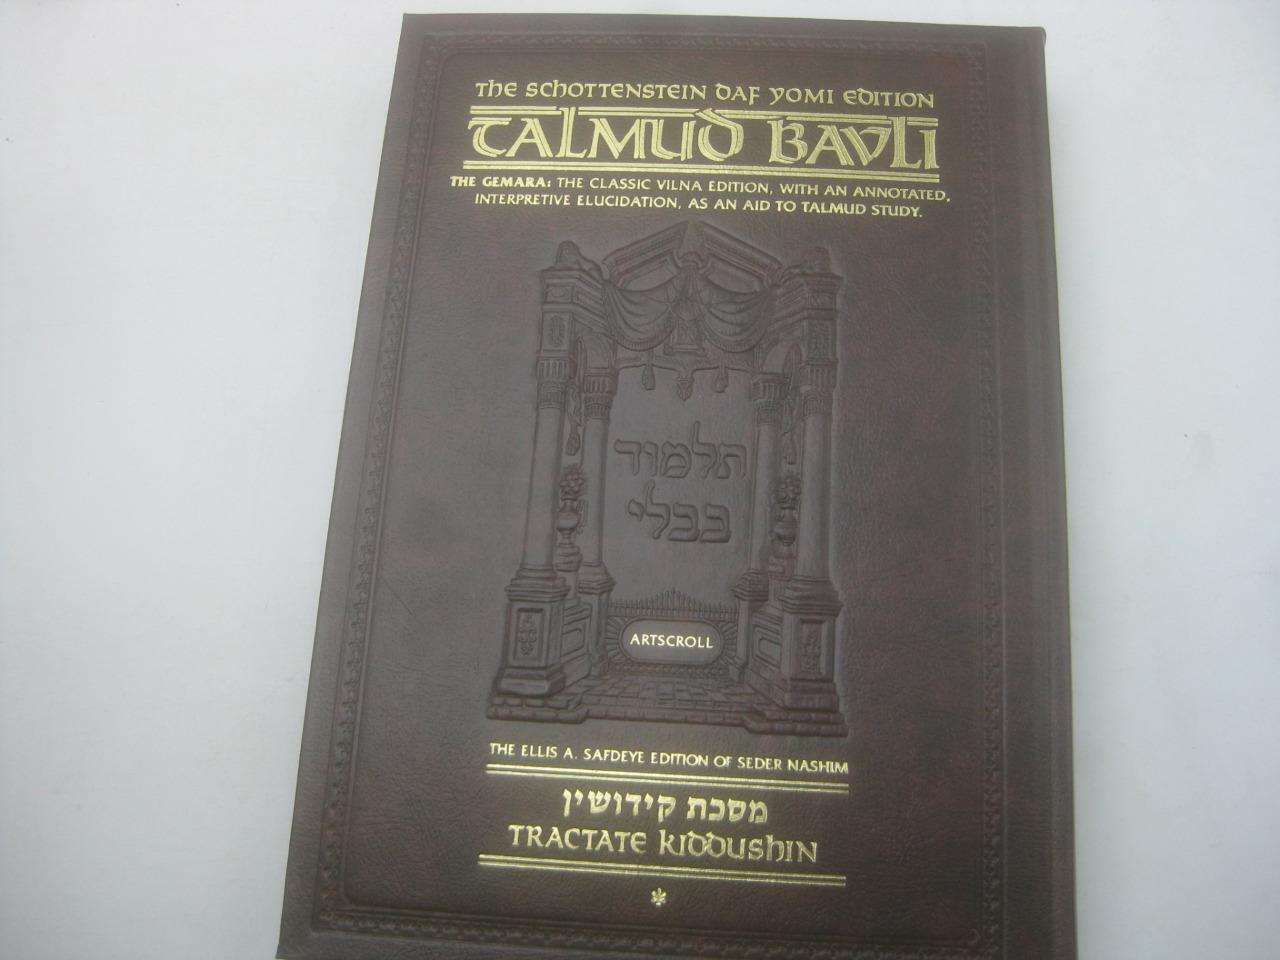 THE SCHOTTENSTEIN DAF YOMI EDITION
TALMUD BAVLI
THE GEMARA: THE CLASSIC VILNA EDITION, WITH AN ANNOTATED,
INTERPRETIVE ELUCIDATION, AS AN AID TO TALMUD STUDY.
תלמוד
בבלי
ARTSCROLL
THE ELLIS A. SAFDEYE EDITION OF SEDER NASHIM
מסכת קידושין
TRACTATE KIDDUSHIN